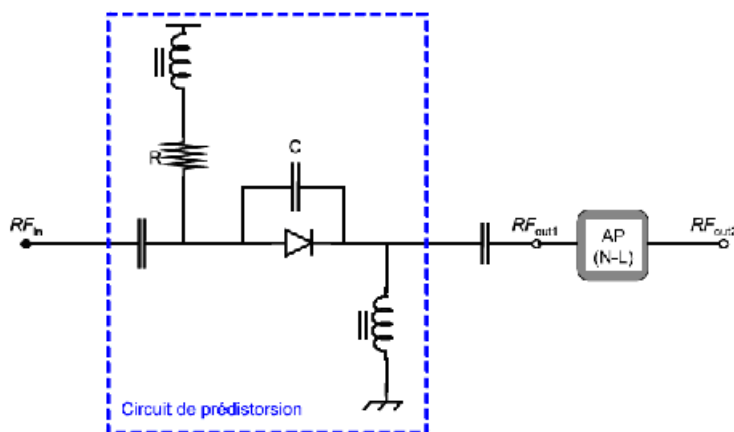 R
C
RFin
RFout1
AP
(N-L)
RFout2
Circuit de prédistorsion